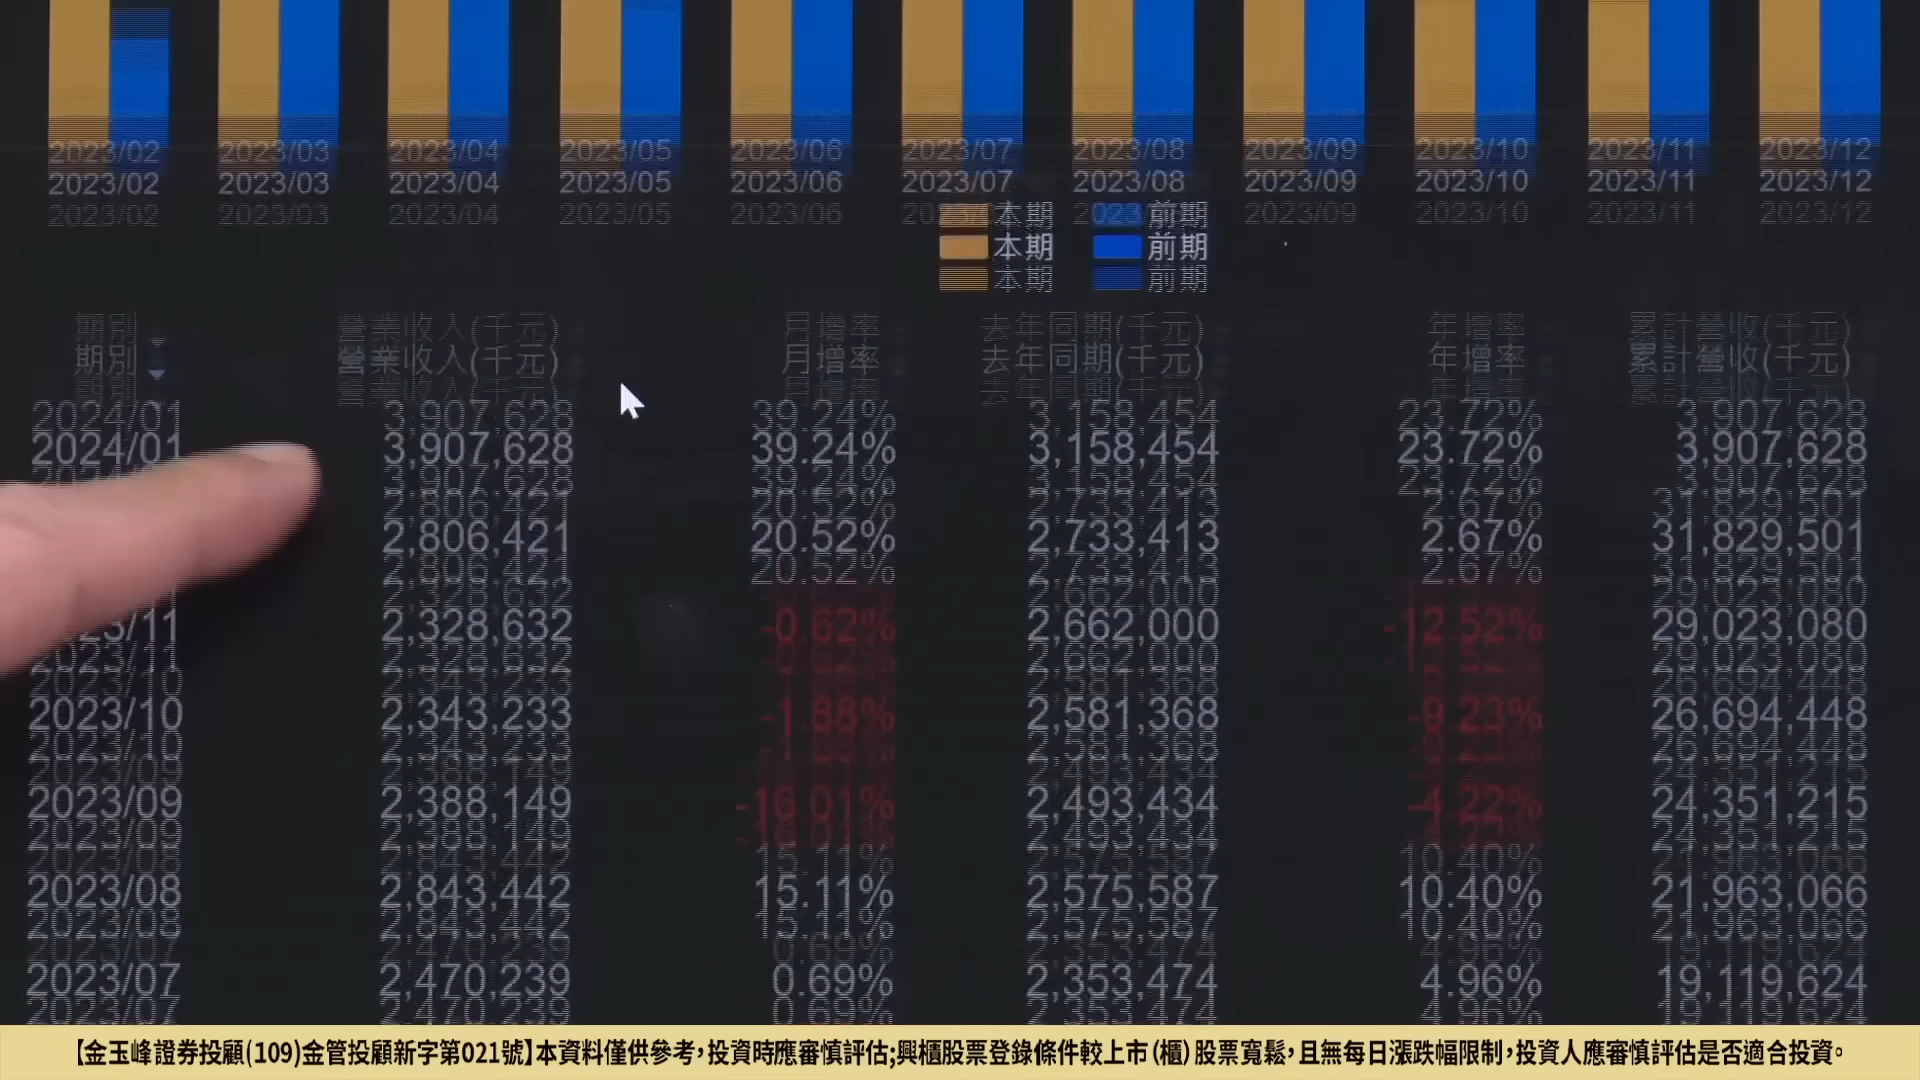 2023/02 2023/03 2023/04 2023/05 2023/06 2023/07 2023/08 2023/09 2023/10 2023/11 2023/12
本期 前期
期別 營業收入(千元) 月增率 去年同期(千元) 年增率 累計營收(千元)
2024/01 3,907,628 39.24% 3,158,454 23.72% 3,907,628
2,806,421 20.52% 2,733,413 2.67% 31,829,501
23/11 2,328,632 -0.62% 2,662,000 -12.52% 29,023,080
2023/10 2,343,233 -1.88% 2,581,368 -9.23% 26,694,448
2023/09 2,388,149 -16.01% 2,493,434 -4.22% 24,351,215
2023/08 2,843,442 15.11% 2,575,587 10.40% 21,963,066
2023/07 2,470,239 0.69% 2,353,474 4.96% 19,119,624
【金玉峰證券投顧(109)金管投顧新字第021號】本資料僅供參考,投資時應審慎評估;興櫃股票登錄條件較上市(櫃)股票寬鬆,且無每日漲跌幅限制,投資人應審慎評估是否適合投資。